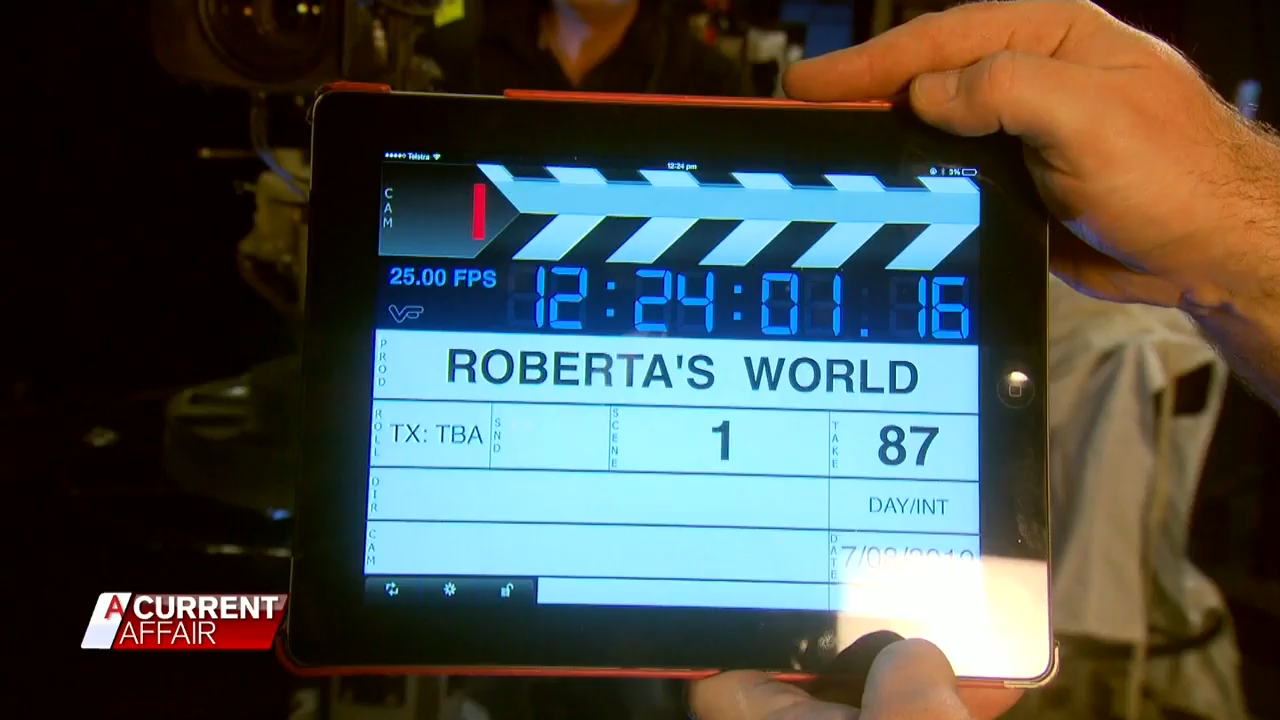 Telstra 12:24 pm 3%
CAM
25.00 FPS 12:24:01.16
PROD ROBERTA'S WORLD
ROLL TX: TBA SND SCENE 1 TAKE 87
DIR DAY/INT
CAM DATE
A CURRENT
AFFAIR